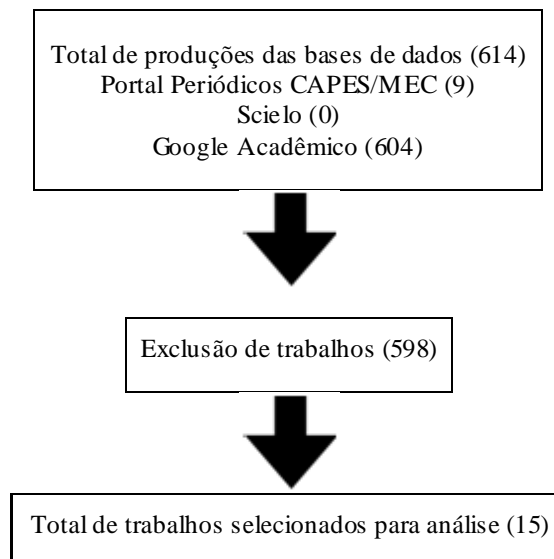 Total de produções das bases de dados (614)
Portal Periódicos CAPES/MEC (9)
Scielo (0)
Google Acadêmico (604)
Exclusão de trabalhos (598)
Total de trabalhos selecionados para análise (15)